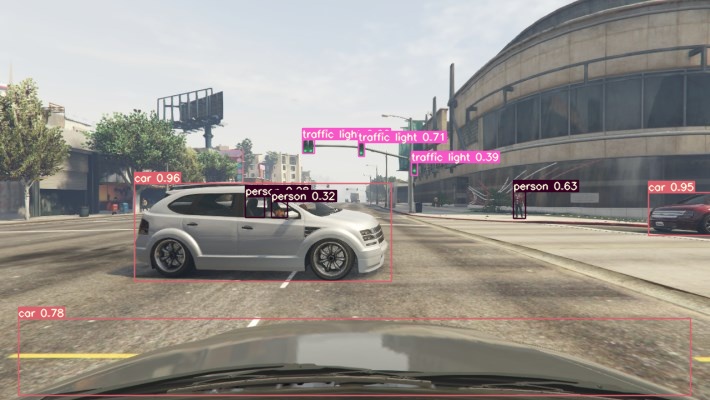 traffic ligh
traffic light 0.71
traffic light 0.39
car 0.96
person 0.32
person 0.63
car 0.95
car 0.78